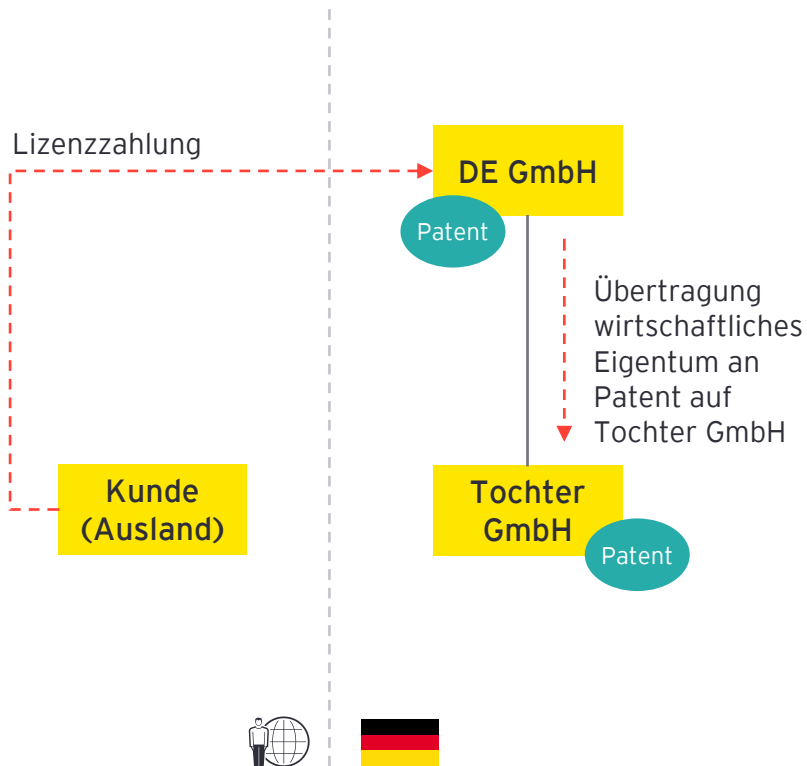 Lizenzzahlung
DE GmbH
Patent
Übertragung
wirtschaftliches
Eigentum an
Patent auf
Tochter GmbH
Kunde
(Ausland)
Tochter
GmbH
Patent